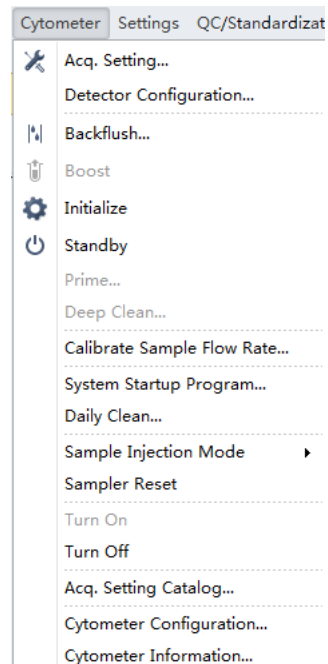 Cytometer Settings QC/Standardizat
Acq. Setting...
Detector Configuration...
Backflush...
Boost
Initialize
Standby
Prime...
Deep Clean...
Calibrate Sample Flow Rate...
System Startup Program...
Daily Clean...
Sample Injection Mode
Sampler Reset
Turn On
Turn Off
Acq. Setting Catalog...
Cytometer Configuration...
Cytometer Information...